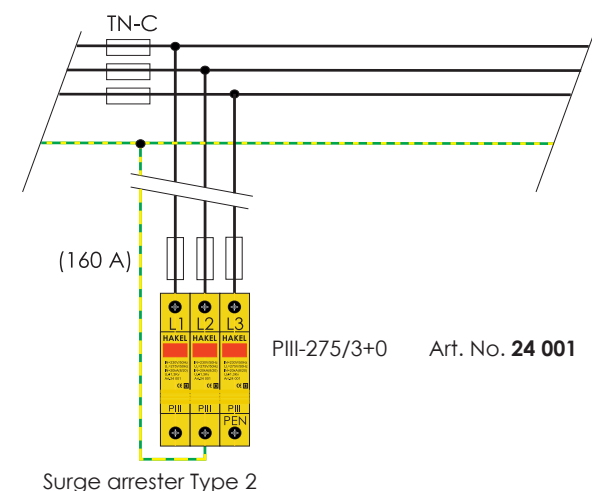 TN-C
(160 A)
L1 L2 L3
HAKEL HAKEL HAKEL
PIII-275/3+0 Art. No. 24 001
PIII PIII PIII
PEN
Surge arrester Type 2